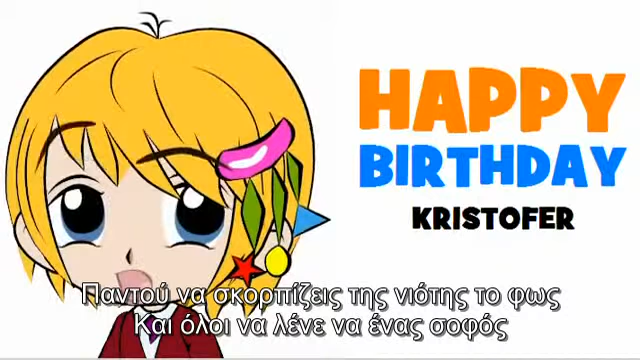 HAPPY
BIRTHDAY
KRISTOFER
Παντού να σκορπίζεις της νιότης το φως
Και όλοι να λένε να ένας σοφός